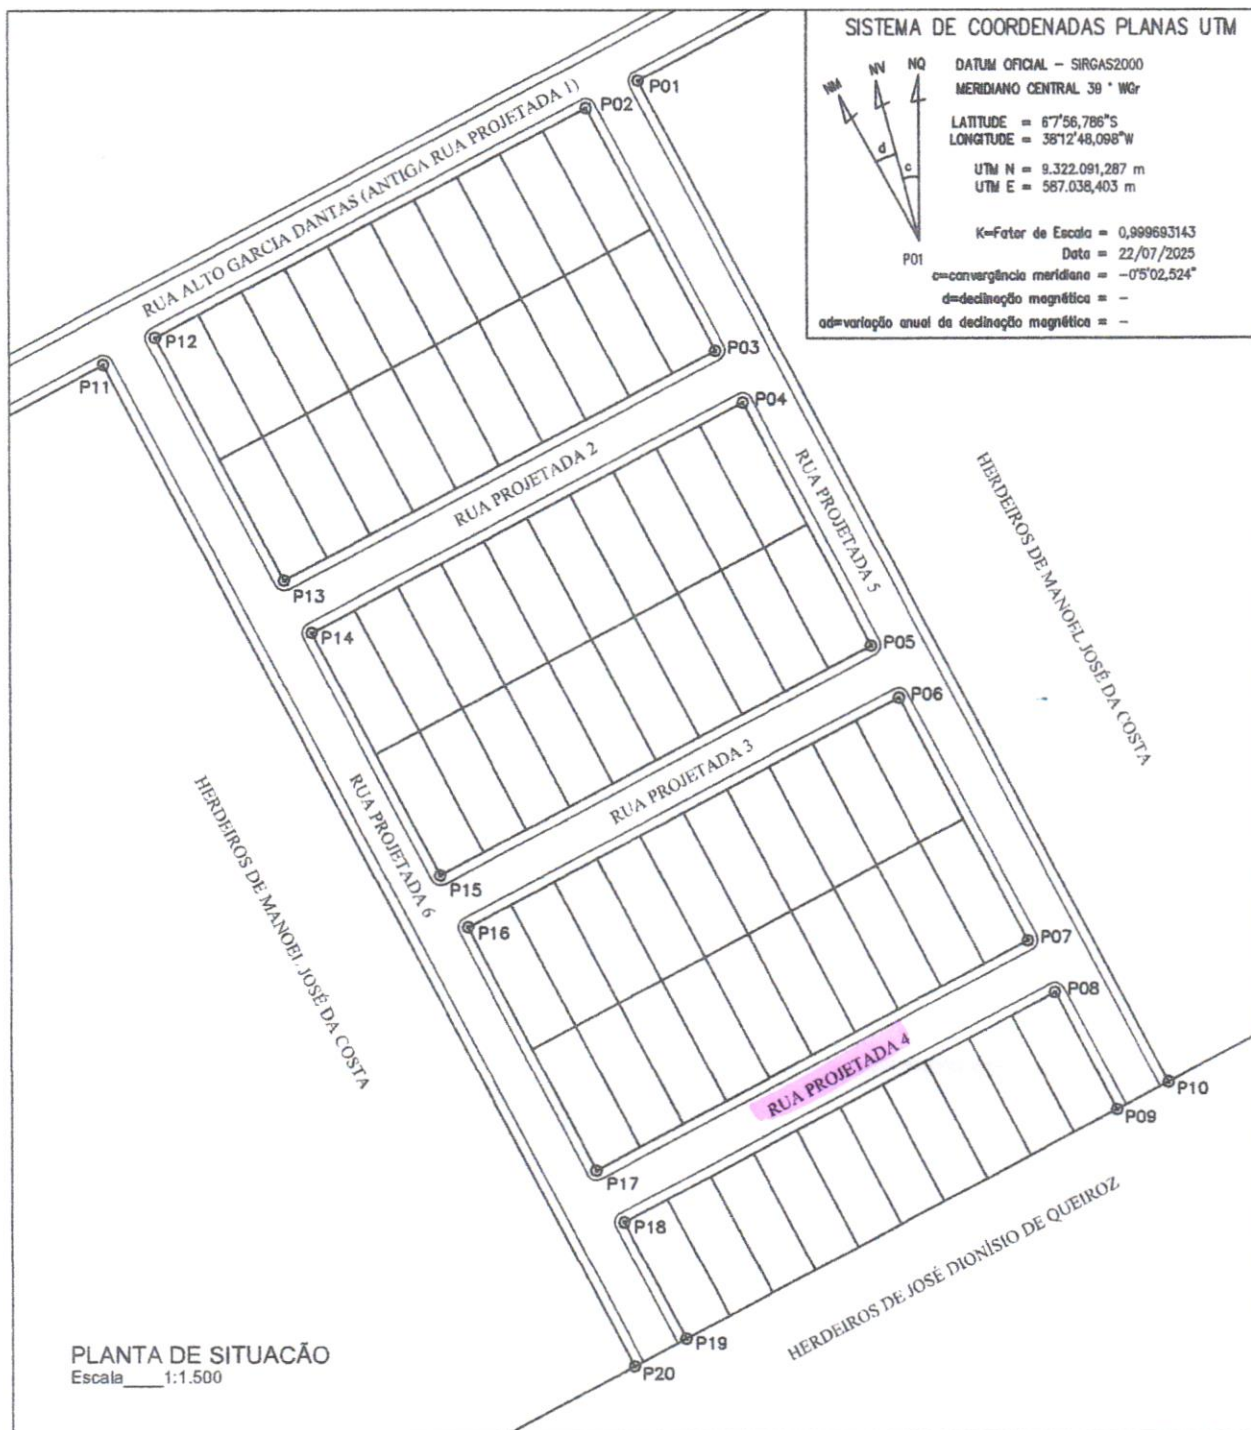 SISTEMA DE COORDENADAS PLANAS UTM
NM
NV
NQ
d
c
P01
DATUM OFICIAL - SIRGAS2000
MERIDIANO CENTRAL 39 ° WGr
LATITUDE = 6°7'56,786"S
LONGITUDE = 38°12'48,098"W
UTM N = 9.322.091,287 m
UTM E = 587.038,403 m
K=Fator de Escala = 0,999693143
Data = 22/07/2025
c=convergência meridiana = -0°5'02,524"
d=declinação magnética = -
ad=variação anual da declinação magnética = -
P01
P02
RUA ALTO GARCIA DANTAS (ANTIGA RUA PROJETADA 1)
P12
P11
P03
P04
RUA PROJETADA 2
RUA PROJETADA 5
HERDEIROS DE MANOEL JOSÉ DA COSTA
P13
P14
P05
P06
RUA PROJETADA 3
RUA PROJETADA 6
HERDEIROS DE MANOEL JOSÉ DA COSTA
P15
P16
P07
P08
RUA PROJETADA 4
P10
P09
P17
P18
HERDEIROS DE JOSÉ DIONÍSIO DE QUEIROZ
P19
P20
PLANTA DE SITUACÃO
Escala____1:1.500